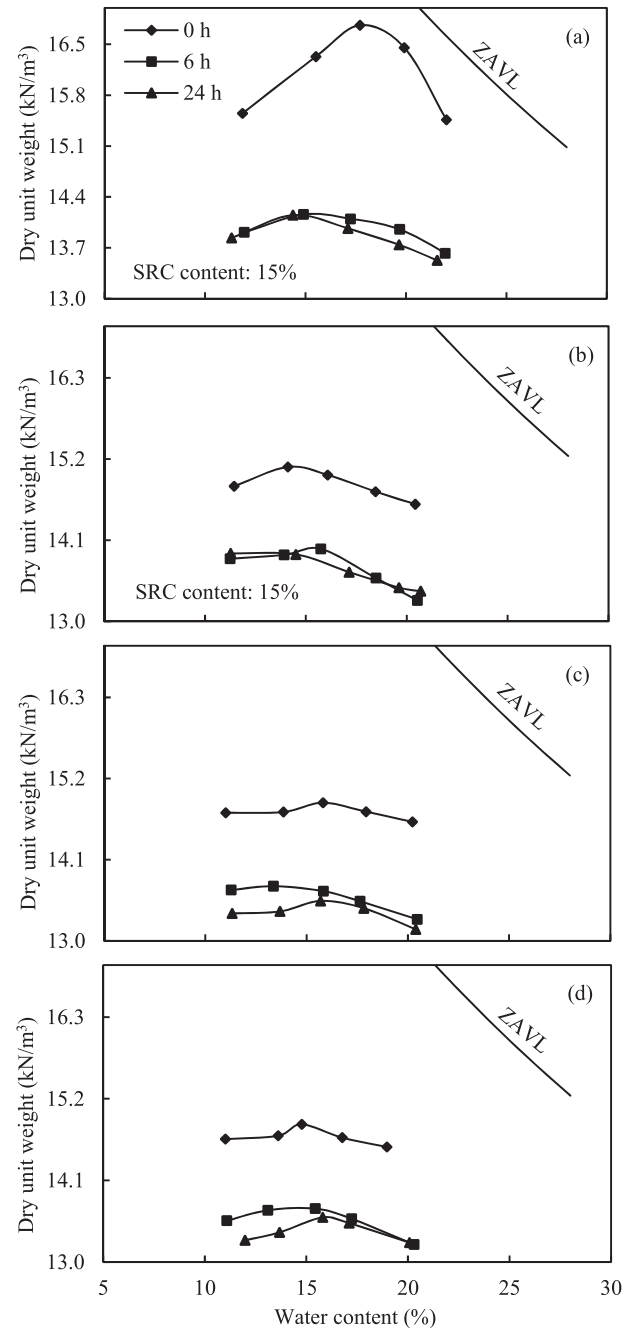 (a)
0 h
6 h
24 h
ZAVL
16.5
15.8
15.1
14.4
13.7
13.0
Dry unit weight (kN/m³)
SRC content: 15%
(b)
ZAVL
16.3
15.2
14.1
13.0
Dry unit weight (kN/m³)
SRC content: 15%
(c)
ZAVL
16.3
15.2
14.1
13.0
Dry unit weight (kN/m³)
(d)
ZAVL
16.3
15.2
14.1
13.0
Dry unit weight (kN/m³)
5 10 15 20 25 30
Water content (%)